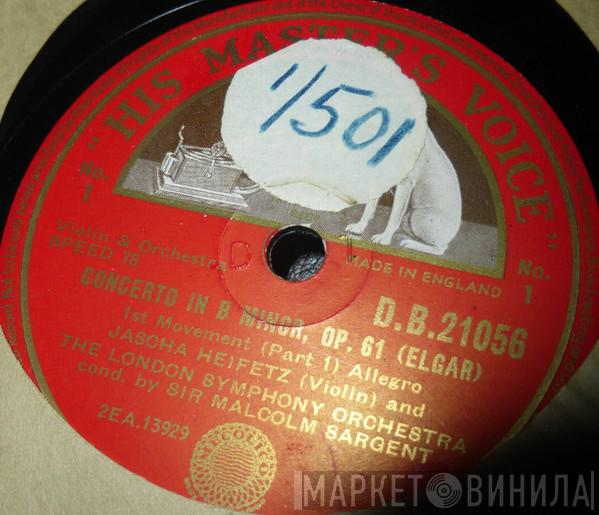 "HIS MASTER'S VOICE"
1/501
No. 1
No. 1
Violin & Orchestra
SPEED 78
MADE IN ENGLAND
D.B.21056
CONCERTO IN B MINOR, OP. 61 (ELGAR)
1st Movement (Part 1) Allegro
JASCHA HEIFETZ (Violin) and
THE LONDON SYMPHONY ORCHESTRA
cond. by SIR MALCOLM SARGENT
2EA.13929
МАРКЕТ ВИНИЛА